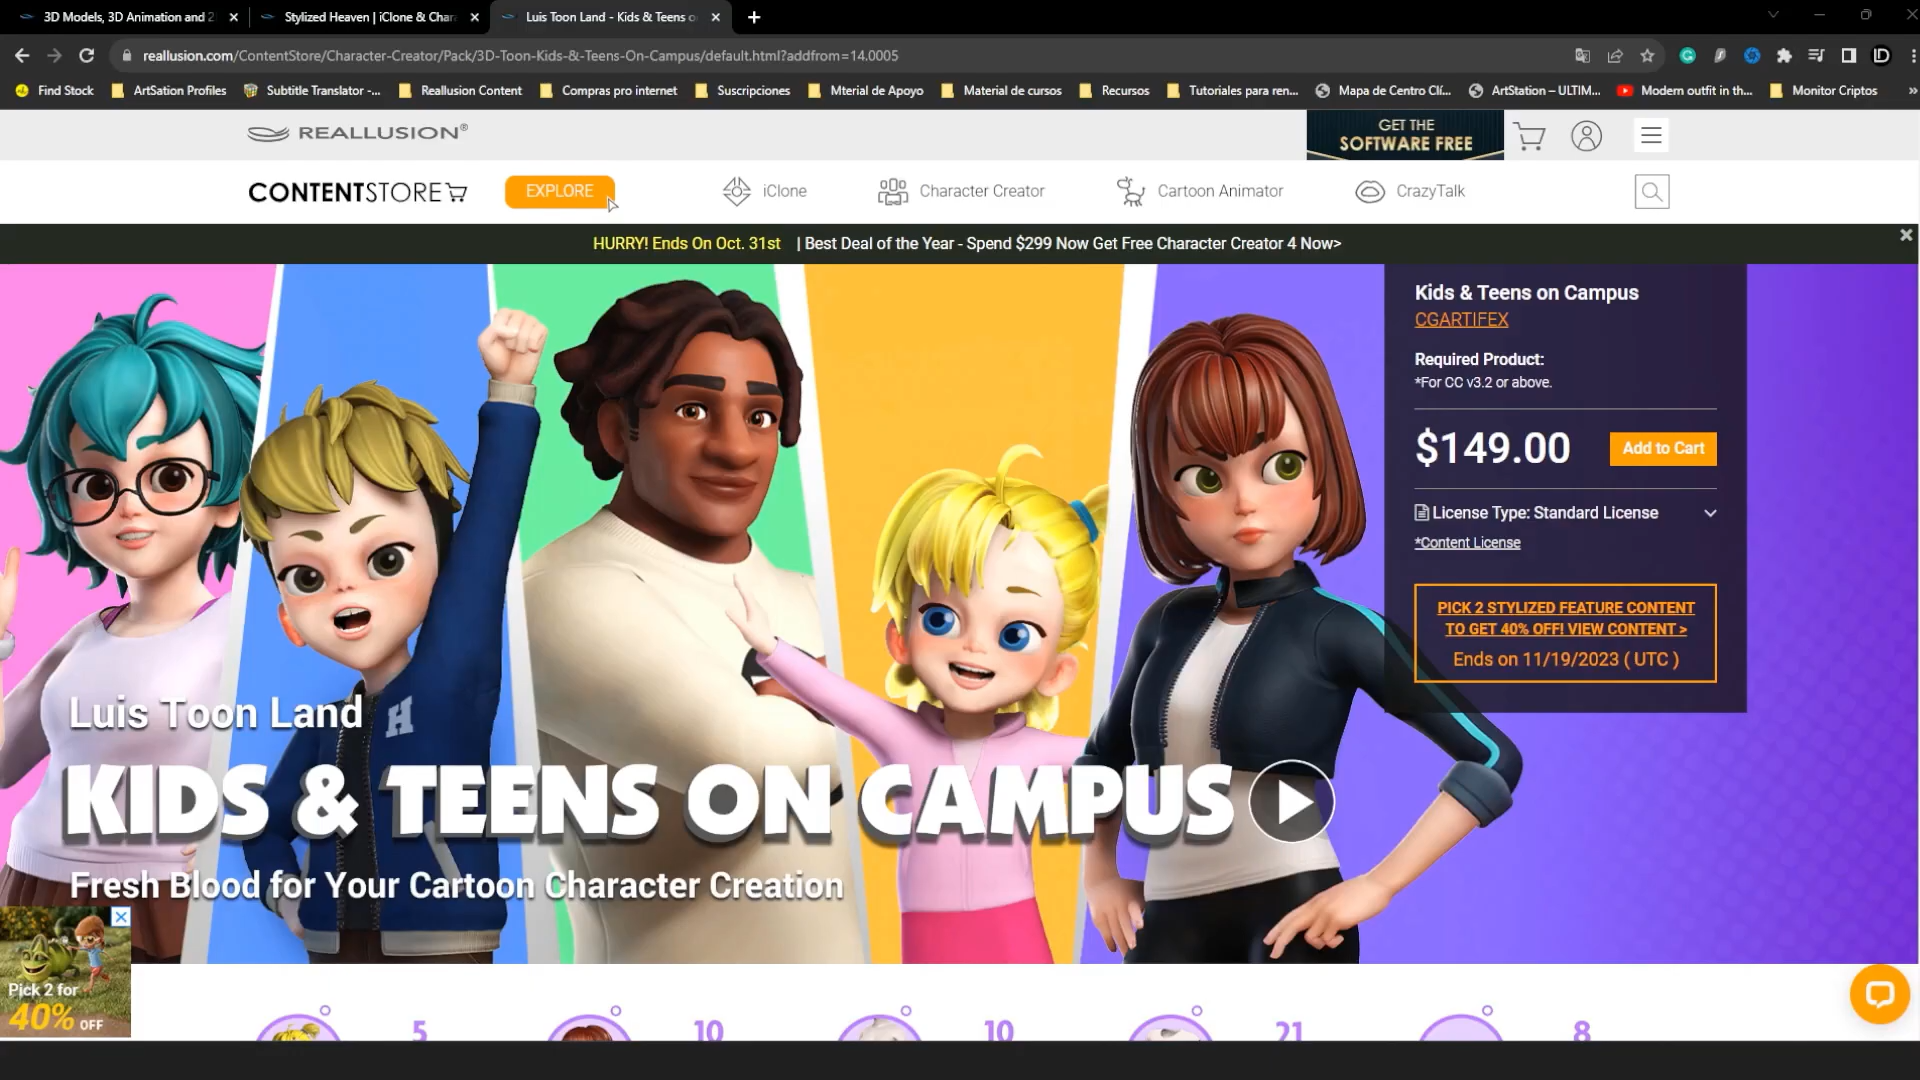 3D Models, 3D Animation and 2
Stylized Heaven | iClone & Char
Luis Toon Land - Kids & Teens o
reallusion.com/ContentStore/Character-Creator/Pack/3D-Toon-Kids-&-Teens-On-Campus/default.html?addfrom=14.0005
Find Stock
ArtSation Profiles
Subtitle Translator -...
Reallusion Content
Compras pro internet
Suscripciones
Mterial de Apoyo
Material de cursos
Recursos
Tutoriales para ren...
Mapa de Centro Clí...
ArtStation – ULTIM...
Modern outfit in th...
Monitor Criptos
REALLUSION®
GET THE
SOFTWARE FREE
CONTENTSTORE
EXPLORE
iClone
Character Creator
Cartoon Animator
CrazyTalk
HURRY! Ends On Oct. 31st | Best Deal of the Year - Spend $299 Now Get Free Character Creator 4 Now>
Kids & Teens on Campus
CGARTIFEX
Required Product:
*For CC v3.2 or above.
$149.00
Add to Cart
License Type: Standard License
*Content License
PICK 2 STYLIZED FEATURE CONTENT
TO GET 40% OFF! VIEW CONTENT >
Ends on 11/19/2023 ( UTC )
H
Luis Toon Land
KIDS & TEENS ON CAMPUS
Fresh Blood for Your Cartoon Character Creation
Pick 2 for
40% OFF
5
10
10
21
8